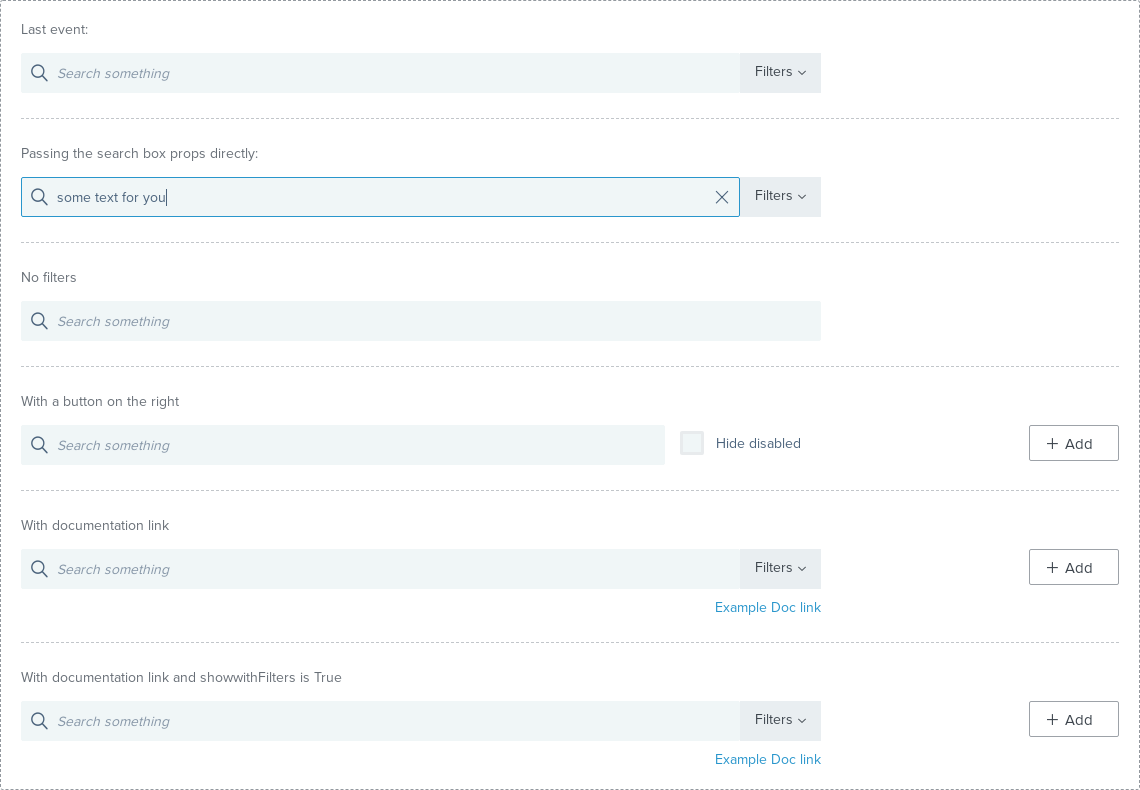 Last event:
Search something Filters
Passing the search box props directly:
some text for you Filters
No filters
Search something
With a button on the right
Search something Hide disabled Add
With documentation link
Search something Filters Add
Example Doc link
With documentation link and showwithFilters is True
Search something Filters Add
Example Doc link